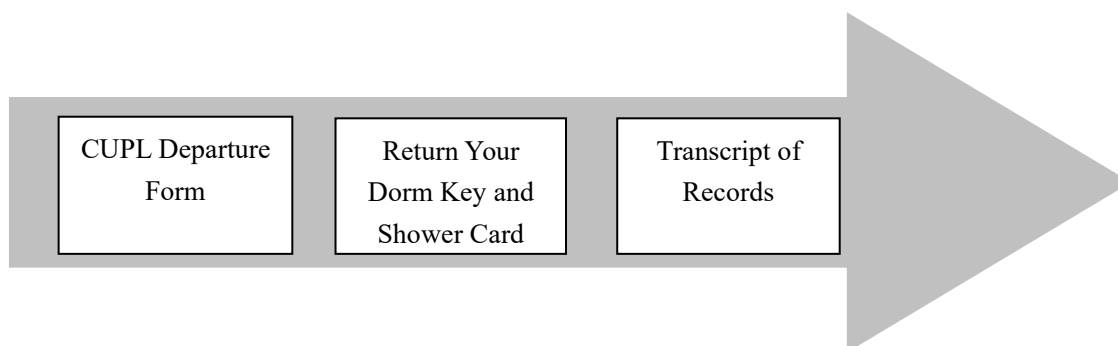 CUPL Departure
Form
Return Your
Dorm Key and
Shower Card
Transcript of
Records